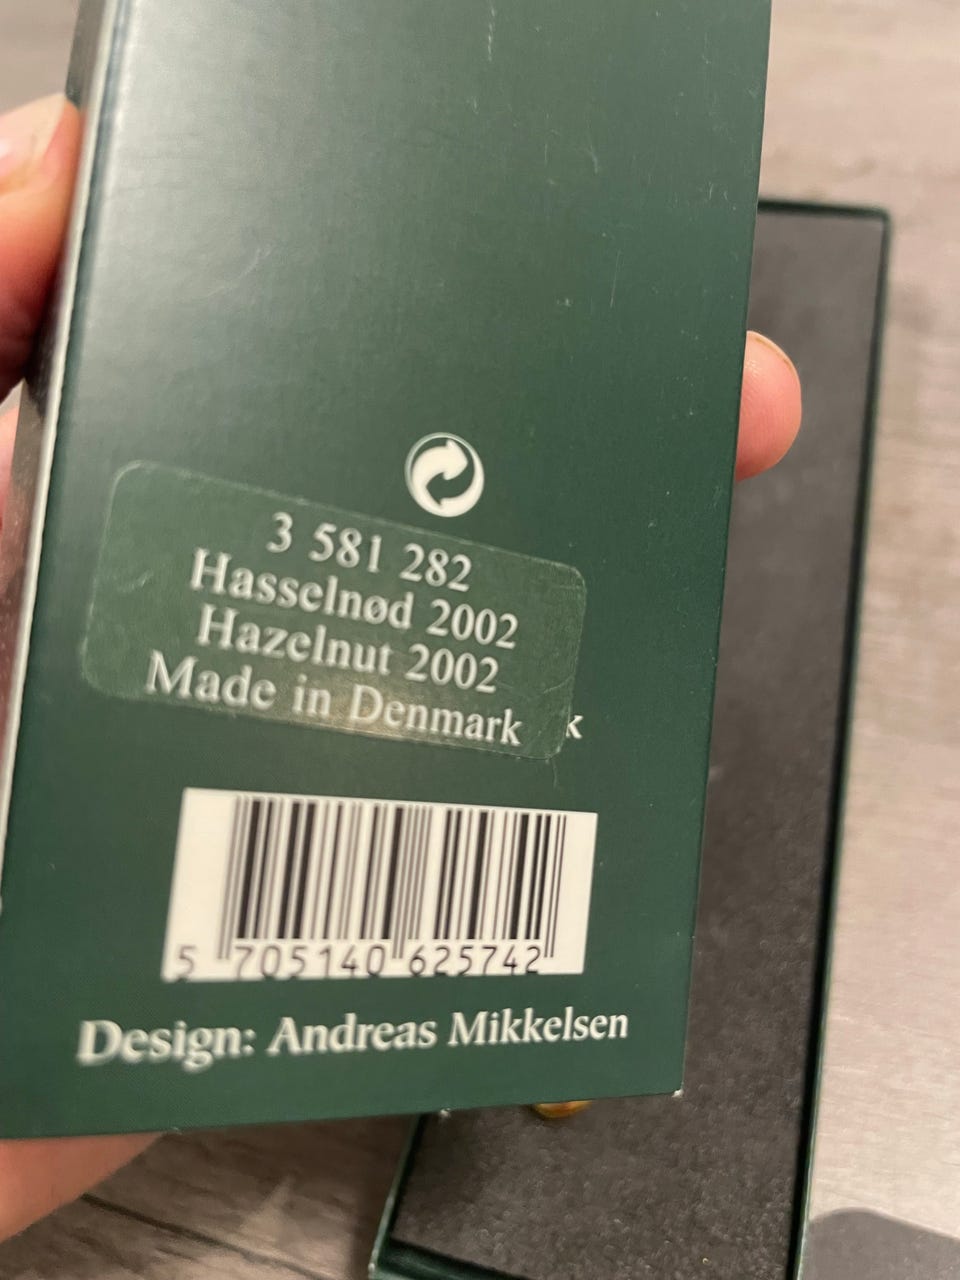 3 581 282
Hasselnød 2002
Hazelnut 2002
Made in Denmark
k
5 705140 625742
Design: Andreas Mikkelsen